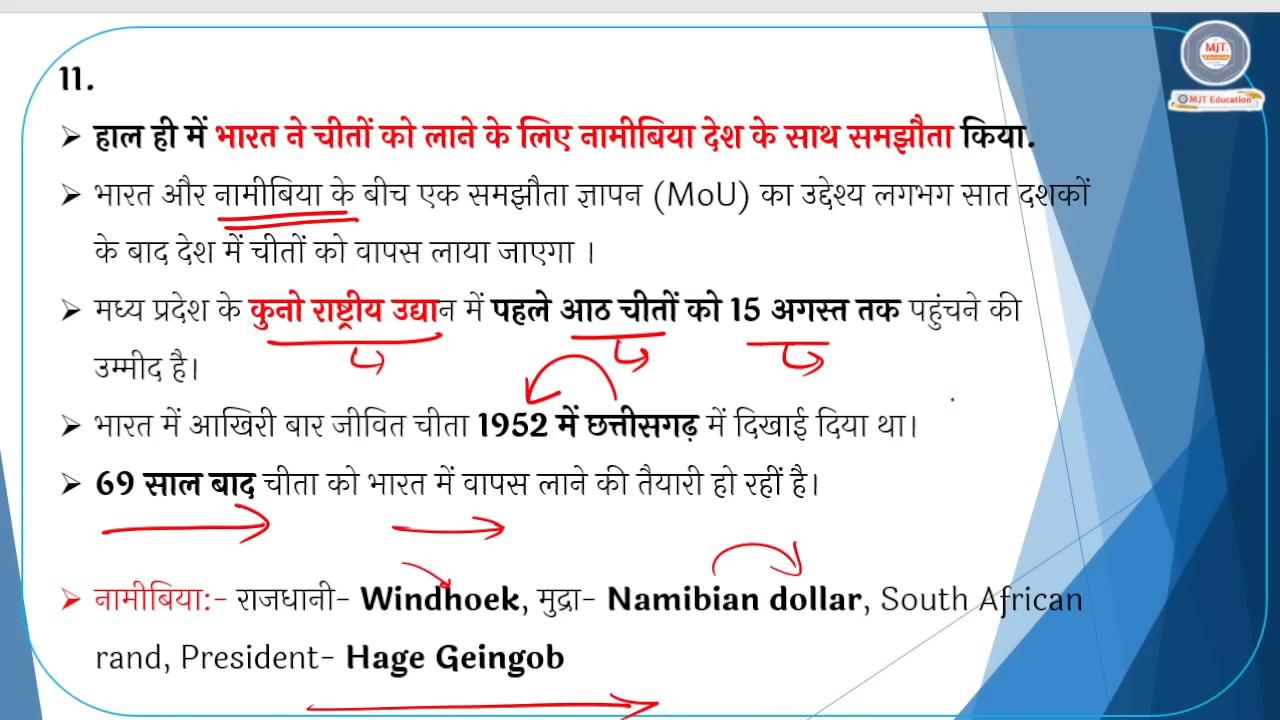 MJT
Education
MJT Education
11.
➢ हाल ही में भारत ने चीतों को लाने के लिए नामीबिया देश के साथ समझौता किया.
➢ भारत और नामीबिया के बीच एक समझौता ज्ञापन (MoU) का उद्देश्य लगभग सात दशकों
के बाद देश में चीतों को वापस लाया जाएगा ।
➢ मध्य प्रदेश के कुनो राष्ट्रीय उद्यान में पहले आठ चीतों को 15 अगस्त तक पहुंचने की
उम्मीद है।
➢ भारत में आखिरी बार जीवित चीता 1952 में छत्तीसगढ़ में दिखाई दिया था।
➢ 69 साल बाद चीता को भारत में वापस लाने की तैयारी हो रहीं है।
➢ नामीबिया:- राजधानी- Windhoek, मुद्रा- Namibian dollar, South African
rand, President- Hage Geingob